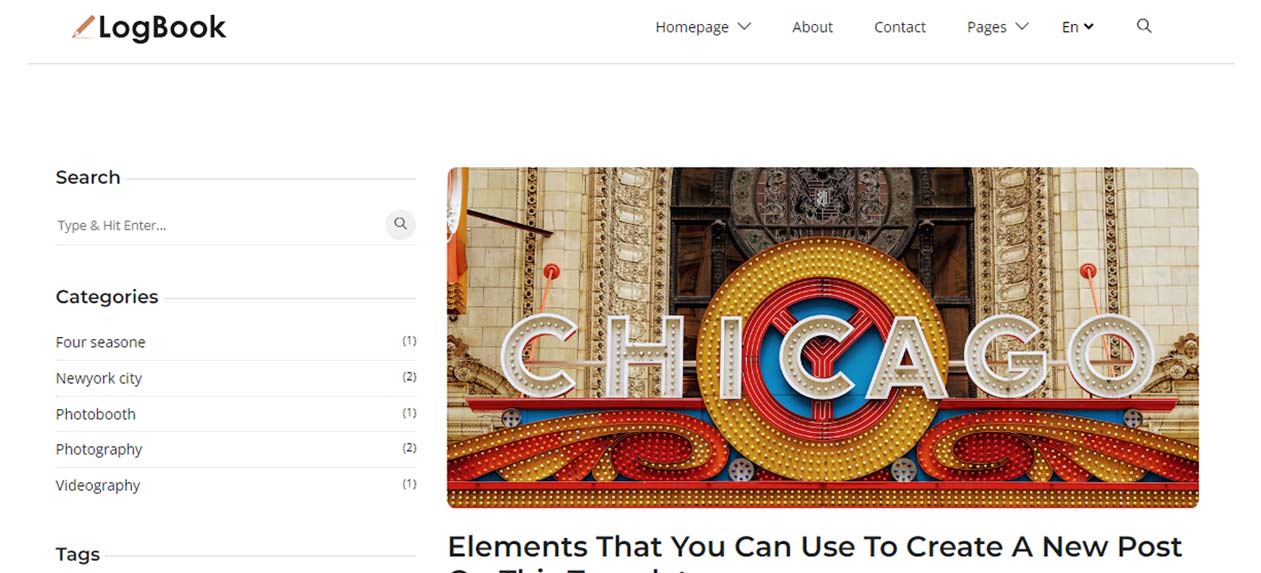 LogBook
Homepage About Contact Pages En
Search
Type & Hit Enter...
Categories
Four seasone (1)
Newyork city (2)
Photobooth (1)
Photography (2)
Videography (1)
Tags
CHICAGO
Elements That You Can Use To Create A New Post